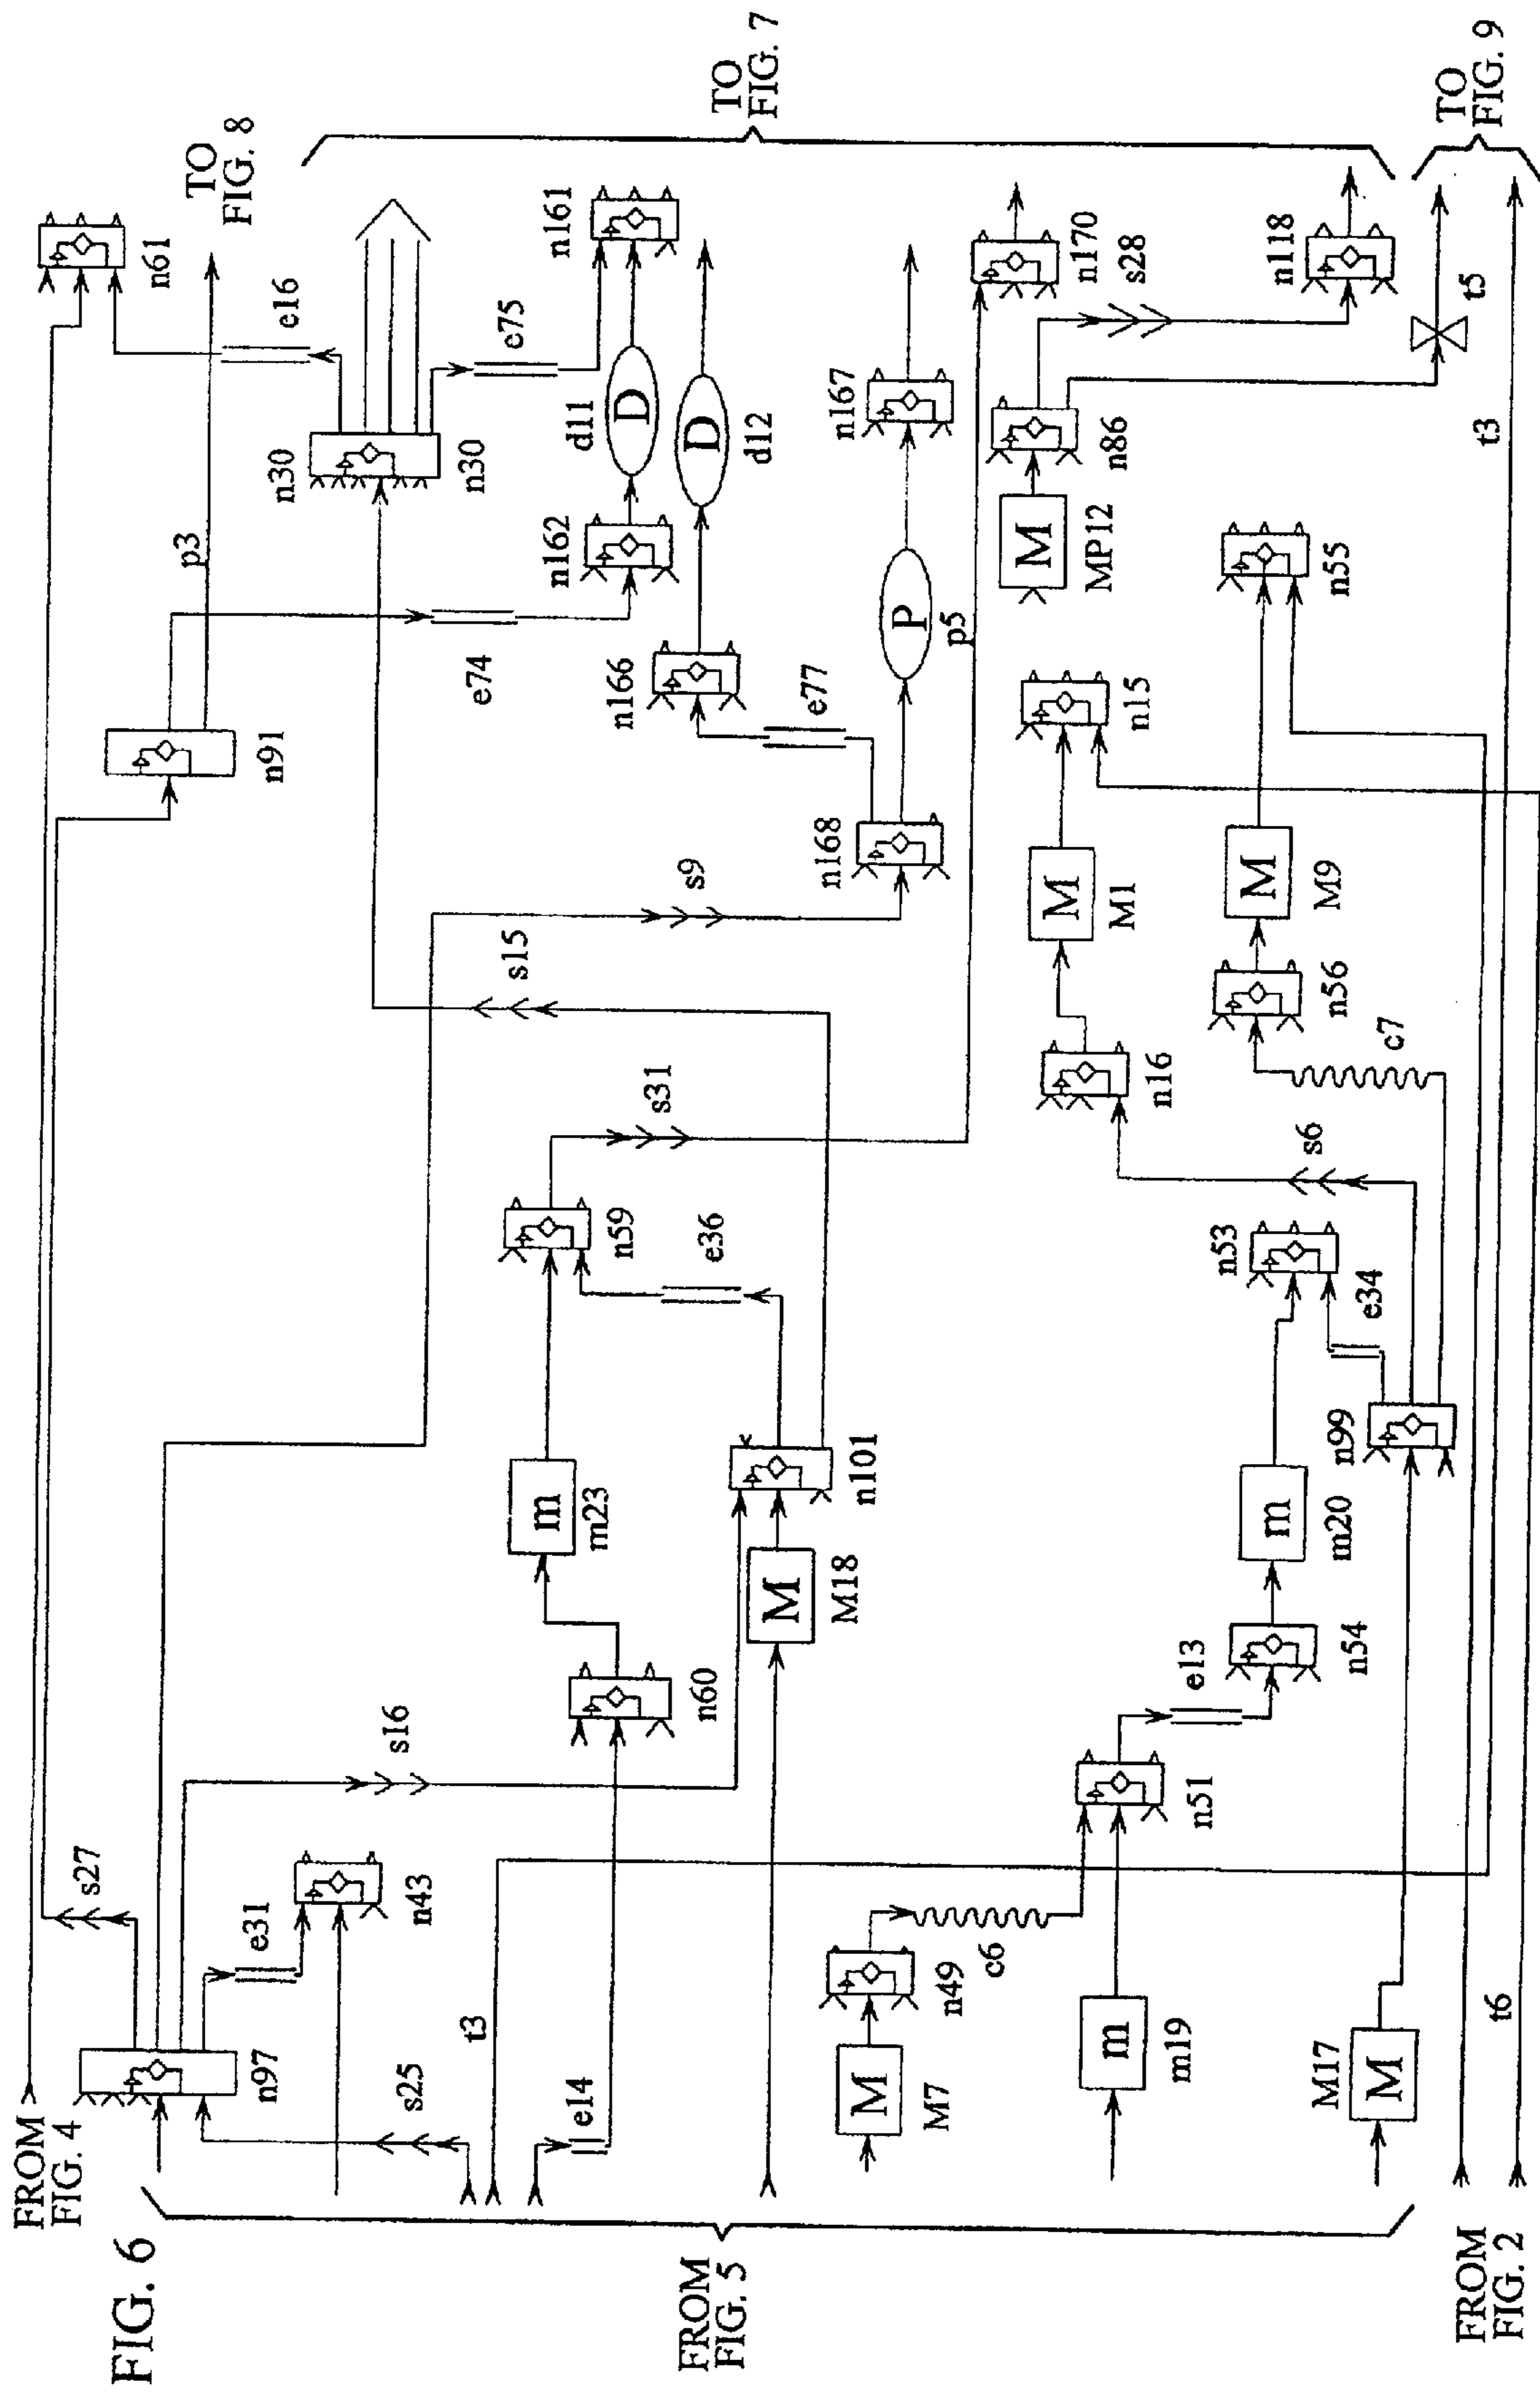 FIG. 6
FROM
FIG. 4
FROM
FIG. 5
FROM
FIG. 2
TO
FIG. 8
TO
FIG. 7
TO
FIG. 9
n97
s27
e31
n43
s25
s16
t3
e14
n60
m
m23
M
M18
n101
n59
e36
s31
s15
s9
n91
p3
e74
n30
n30
e16
n61
e75
n162
D
d11
n161
n166
D
d12
e77
n168
P
p5
n167
n170
M
MP12
n86
s28
n118
t5
t3
M
M7
n49
c6
m
m19
n51
e13
n54
m
m20
n53
e34
M17
M
n99
s6
c7
n16
M
M1
n15
n56
M
M9
n55
t6